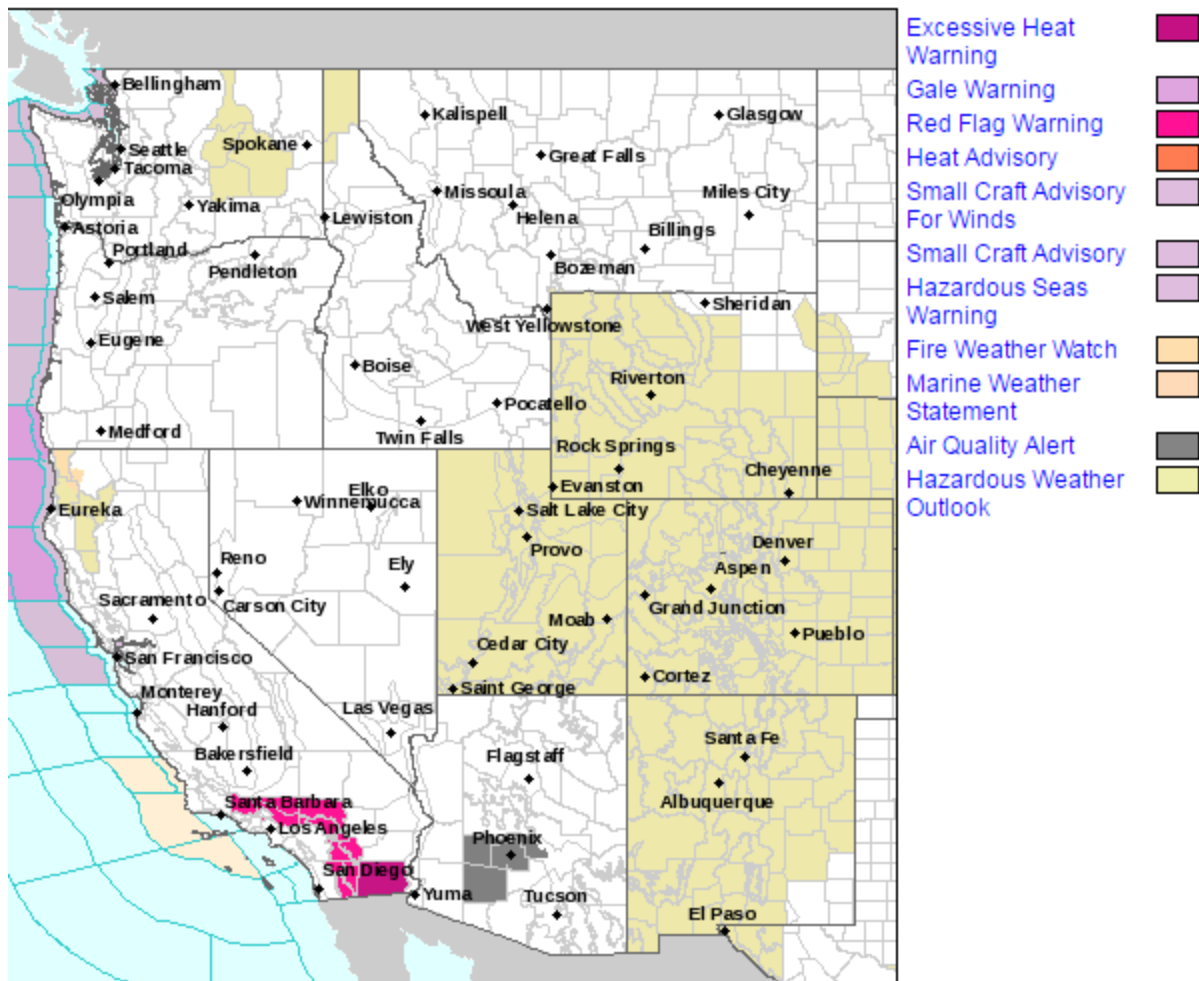 Bellingham
Kalispell
Glasgow
Seattle
Spokane
Great Falls
Tacoma
Missoula
Miles City
Olympia
Yakima
Helena
Lewiston
Astoria
Billings
Portland
Pendleton
Bozeman
Salem
Sheridan
West Yellowstone
Eugene
Boise
Riverton
Pocatello
Medford
Twin Falls
Rock Springs
Cheyenne
Evanston
Elko
Winnemucca
Eureka
Salt Lake City
Provo
Denver
Reno
Ely
Aspen
Sacramento
Carson City
Grand Junction
Moab
Pueblo
Cedar City
San Francisco
Cortez
Saint George
Monterey
Hanford
Las Vegas
Santa Fe
Bakersfield
Flagstaff
Santa Barbara
Albuquerque
Los Angeles
Phoenix
San Diego
Yuma
Tucson
El Paso
Excessive Heat
Warning
Gale Warning
Red Flag Warning
Heat Advisory
Small Craft Advisory
For Winds
Small Craft Advisory
Hazardous Seas
Warning
Fire Weather Watch
Marine Weather
Statement
Air Quality Alert
Hazardous Weather
Outlook